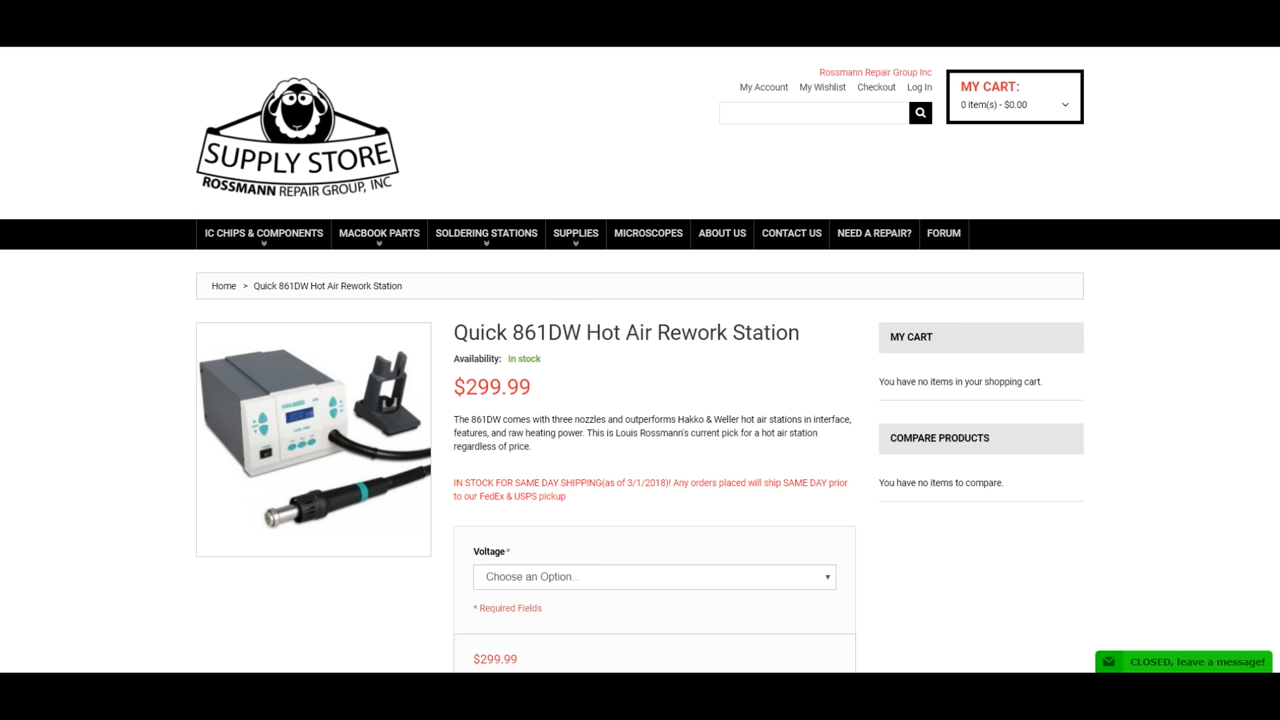 Rossmann Repair Group Inc
My Account My Wishlist Checkout Log In
MY CART:
0 item(s) - $0.00
SUPPLY STORE
ROSSMANN REPAIR GROUP, INC
IC CHIPS & COMPONENTS MACBOOK PARTS SOLDERING STATIONS SUPPLIES MICROSCOPES ABOUT US CONTACT US NEED A REPAIR? FORUM
Home > Quick 861DW Hot Air Rework Station
Quick 861DW Hot Air Rework Station
Availability: In stock
$299.99
The 861DW comes with three nozzles and outperforms Hakko & Weller hot air stations in interface,
features, and raw heating power. This is Louis Rossmann's current pick for a hot air station
regardless of price.
IN STOCK FOR SAME DAY SHIPPING(as of 3/1/2018)! Any orders placed will ship SAME DAY prior
to our FedEx & USPS pickup
Voltage*
Choose an Option...
* Required Fields
$299.99
MY CART
You have no items in your shopping cart.
COMPARE PRODUCTS
You have no items to compare.
CLOSED, leave a message!